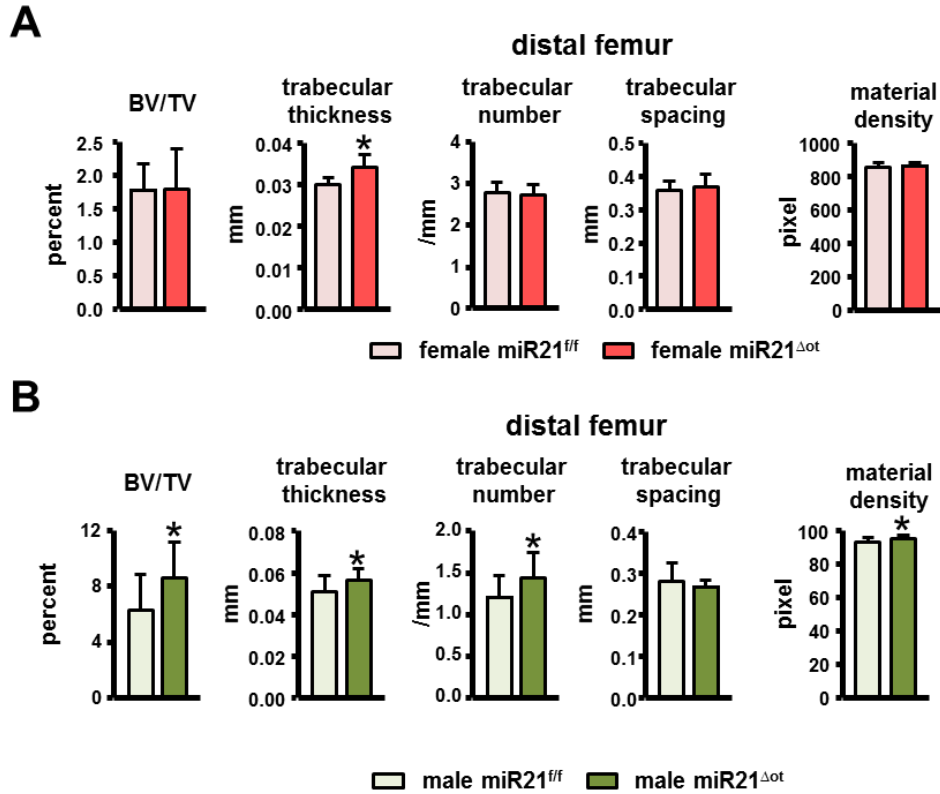 A
distal femur
BV/TV
trabecular
thickness
trabecular
number
trabecular
spacing
material
density
percent
2.5
2.0
1.5
1.0
0.5
0.0
mm
0.04
0.03
0.02
0.01
0.00
*
/mm
4
3
2
1
0
mm
0.5
0.4
0.3
0.2
0.1
0.0
pixel
1000
800
600
400
200
0
female miR21f/f
female miR21Δot
B
distal femur
BV/TV
trabecular
thickness
trabecular
number
trabecular
spacing
material
density
percent
12
8
4
0
*
mm
0.08
0.06
0.04
0.02
0.00
*
/mm
2.0
1.5
1.0
0.5
0.0
*
mm
0.4
0.3
0.2
0.1
0.0
pixel
100
80
60
40
20
0
*
male miR21f/f
male miR21Δot